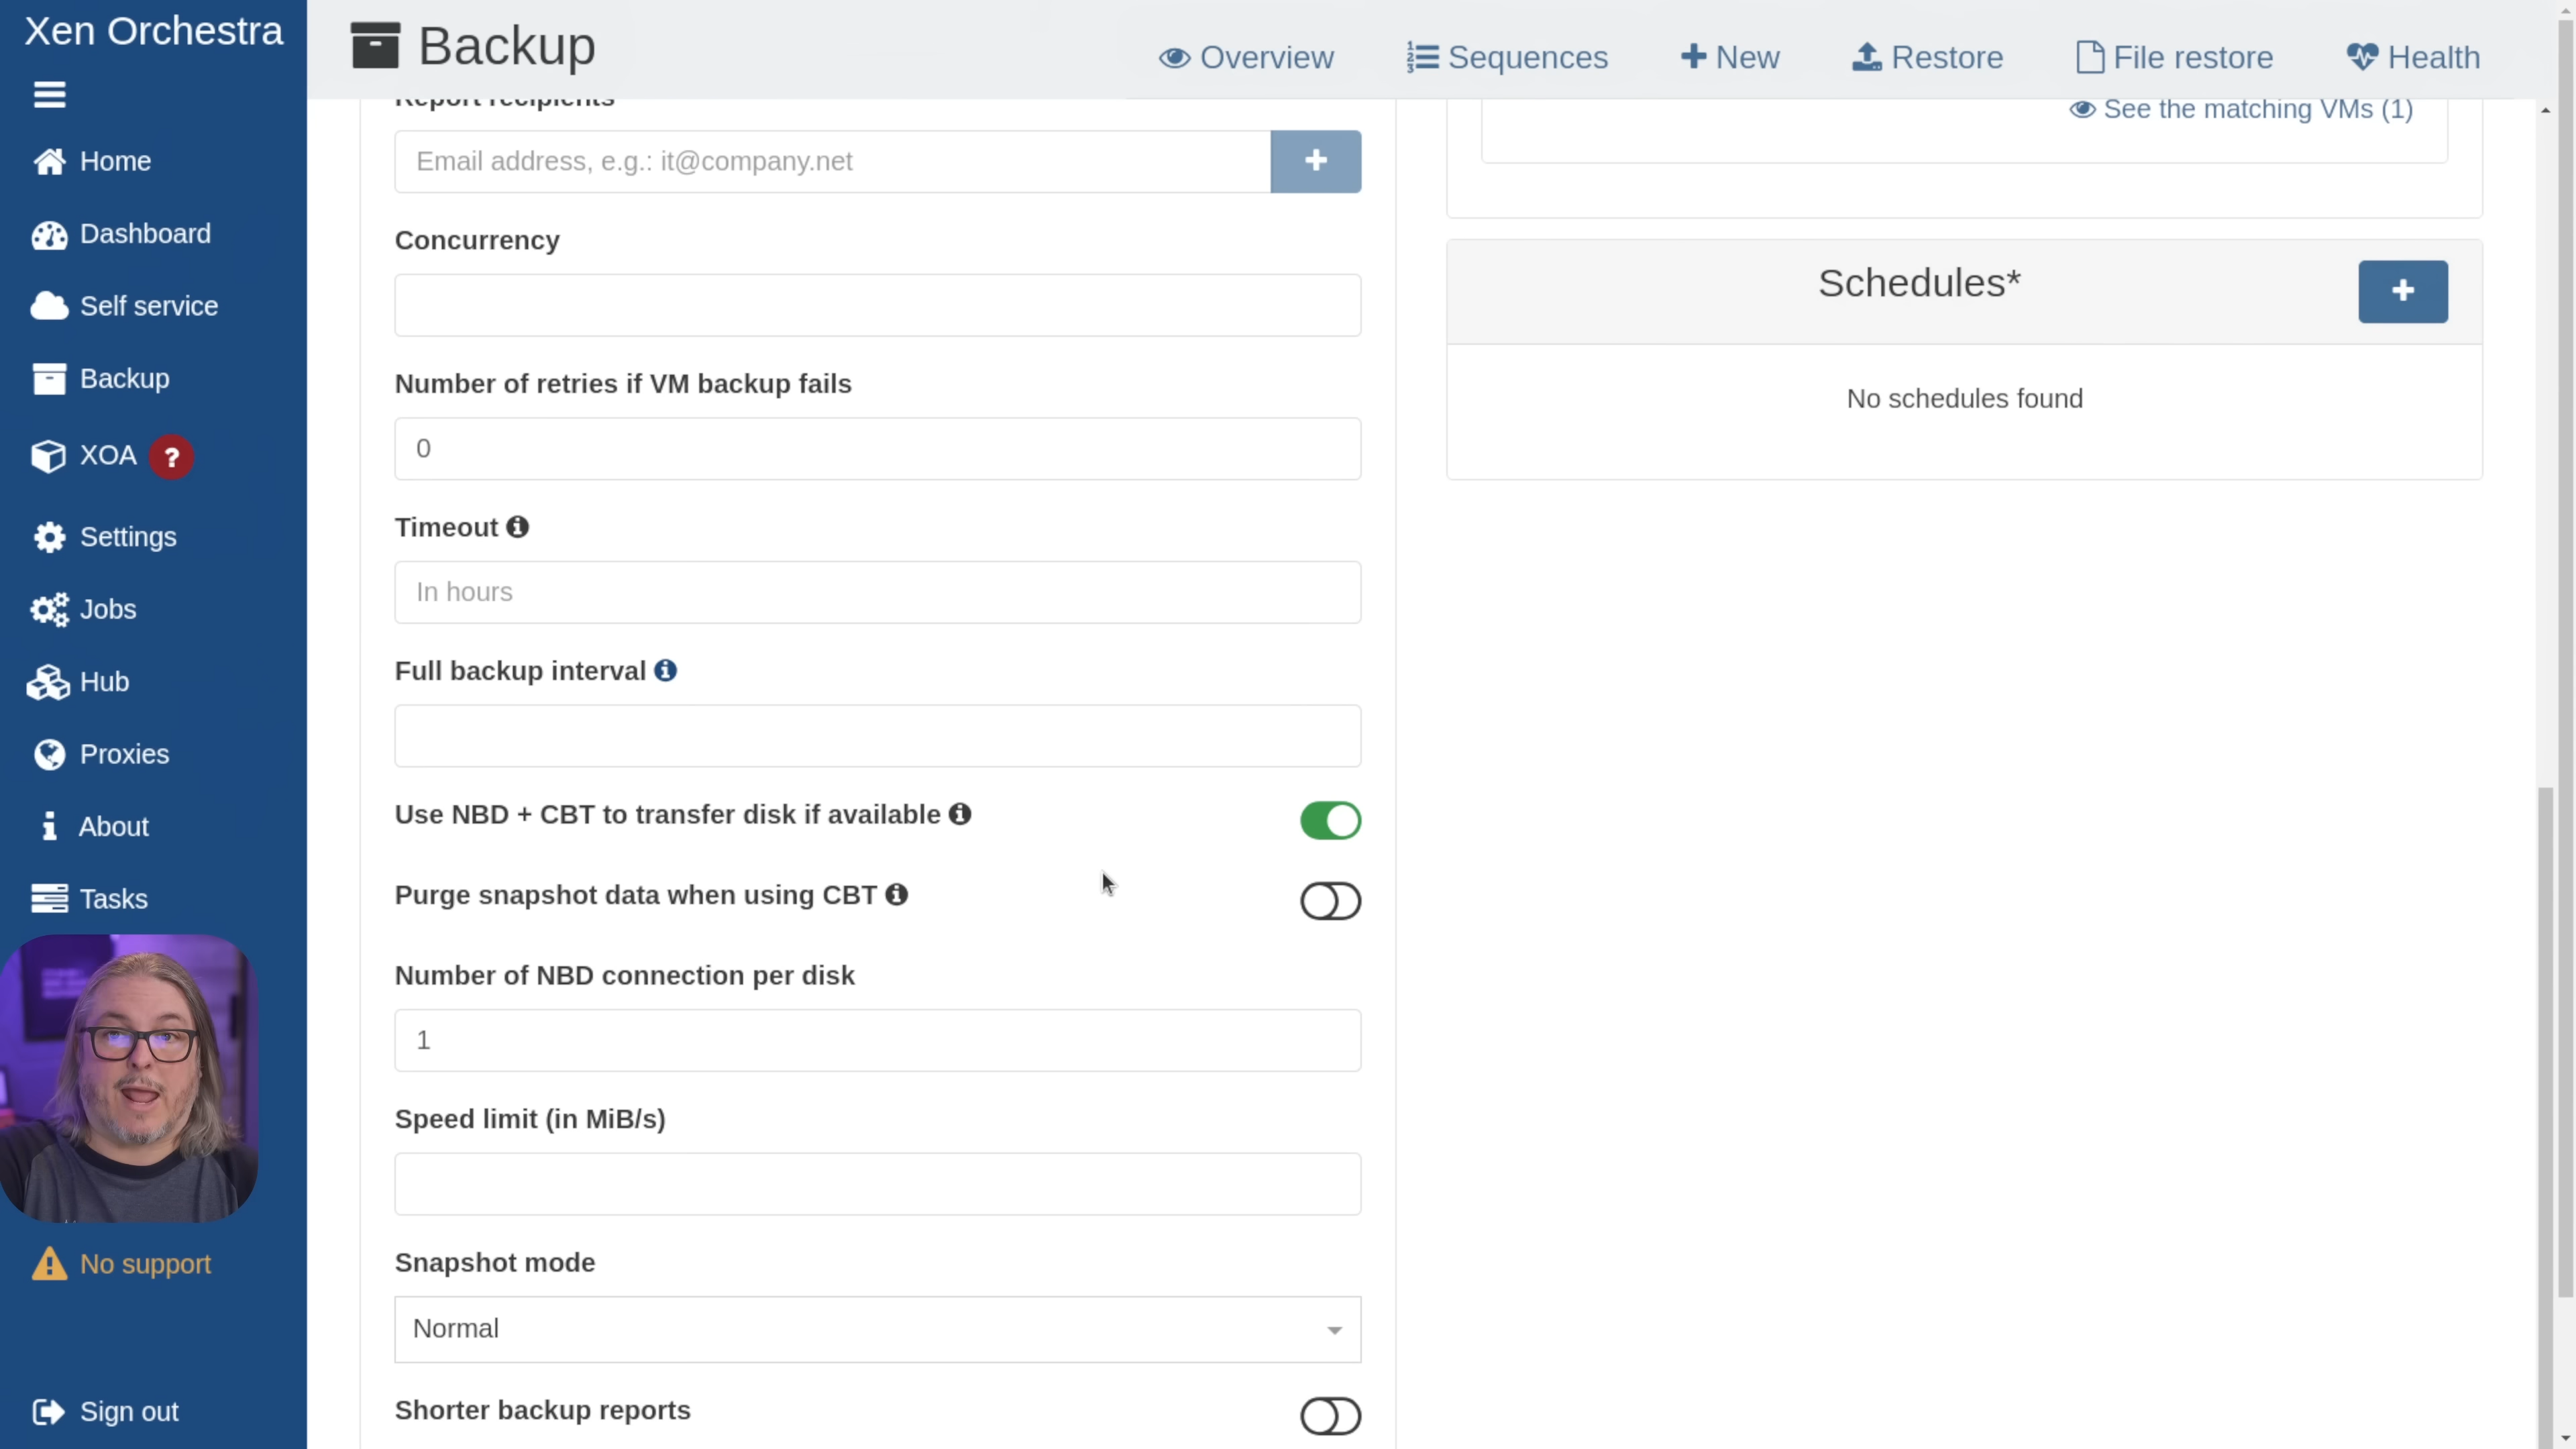 Xen Orchestra
Home
Dashboard
Self service
Backup
XOA ?
Settings
Jobs
Hub
Proxies
About
Tasks
No support
Sign out
Backup
Overview
Sequences
New
Restore
File restore
Health
Report recipients
Email address, e.g.: it@company.net
Concurrency
Number of retries if VM backup fails
0
Timeout
In hours
Full backup interval
Use NBD + CBT to transfer disk if available
Purge snapshot data when using CBT
Number of NBD connection per disk
1
Speed limit (in MiB/s)
Snapshot mode
Normal
Shorter backup reports
See the matching VMs (1)
Schedules*
No schedules found